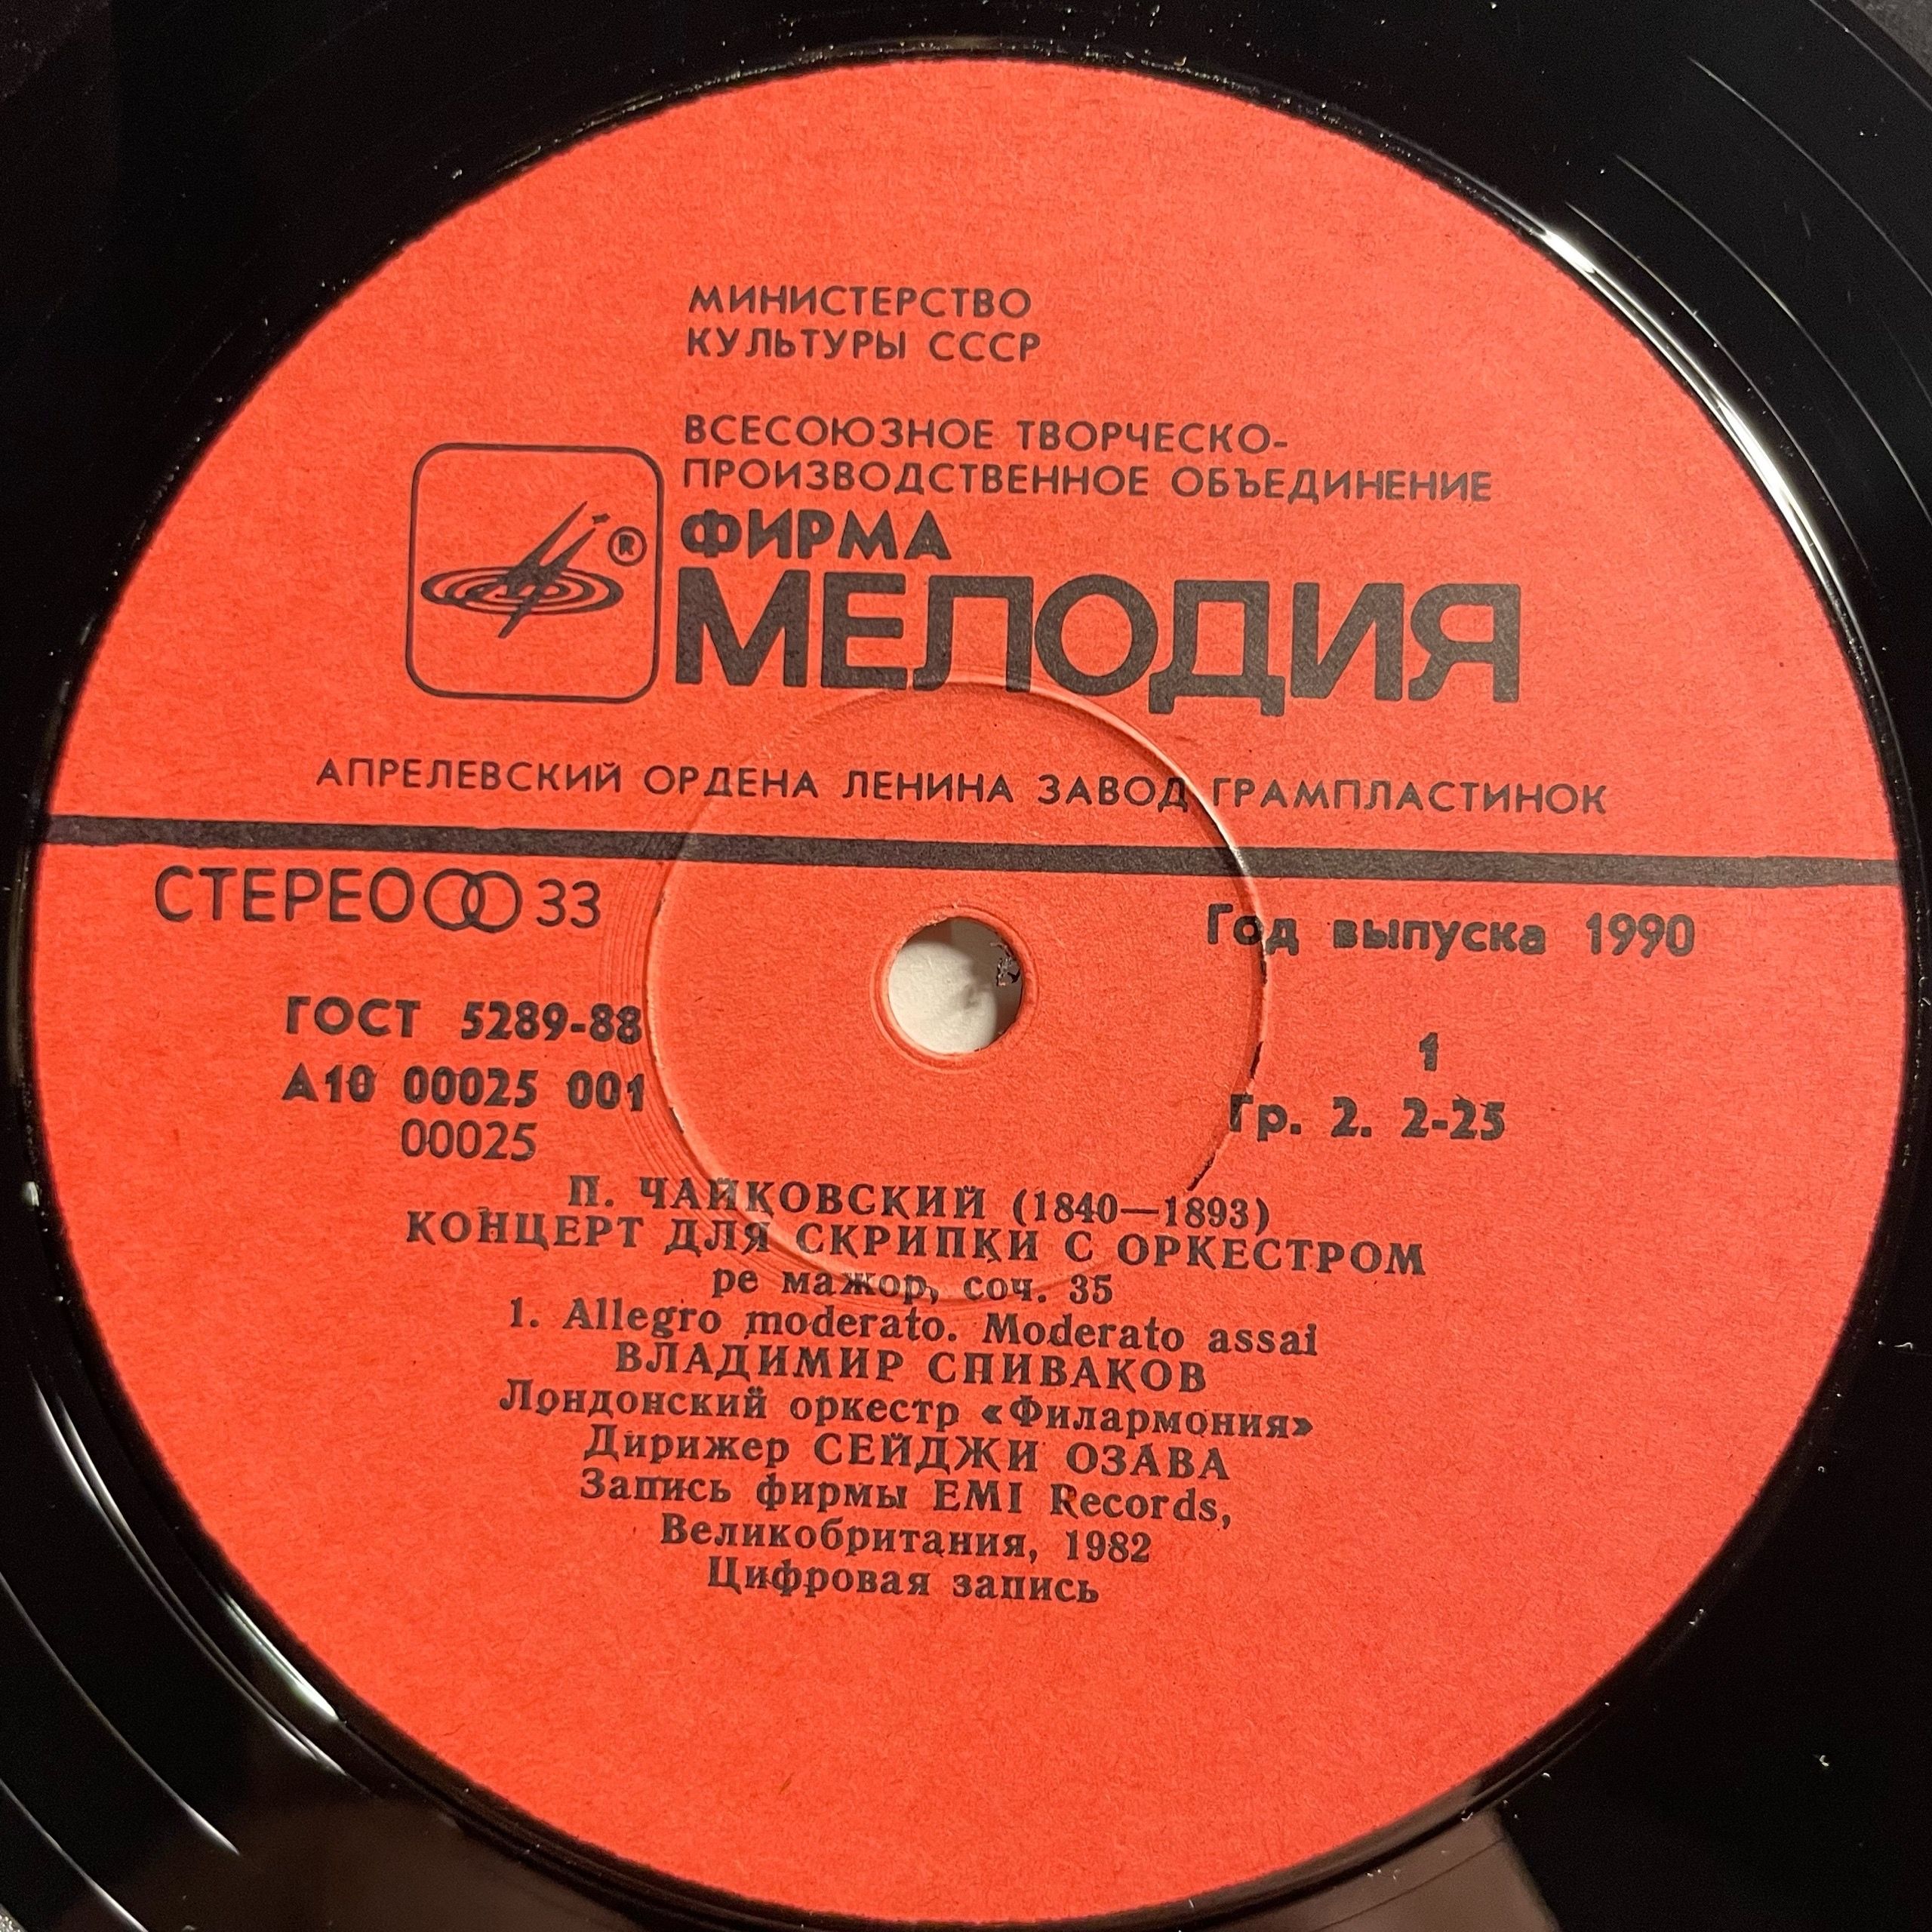 МИНИСТЕРСТВО
КУЛЬТУРЫ СССР
ВСЕСОЮЗНОЕ ТВОРЧЕСКО-
ПРОИЗВОДСТВЕННОЕ ОБЪЕДИНЕНИЕ
®
ФИРМА
МЕЛОДИЯ
АПРЕЛЕВСКИЙ ОРДЕНА ЛЕНИНА ЗАВОД ГРАМПЛАСТИНОК
СТЕРЕО 33
Год выпуска 1990
ГОСТ 5289-88
1
А10 00025 001
Гр. 2. 2-25
00025
П. ЧАЙКОВСКИЙ (1840—1893)
КОНЦЕРТ ДЛЯ СКРИПКИ С ОРКЕСТРОМ
ре мажор, соч. 35
1. Allegro moderato. Moderato assai
ВЛАДИМИР СПИВАКОВ
Лондонский оркестр «Филармония»
Дирижер СЕЙДЖИ ОЗАВА
Запись фирмы EMI Records,
Великобритания, 1982
Цифровая запись